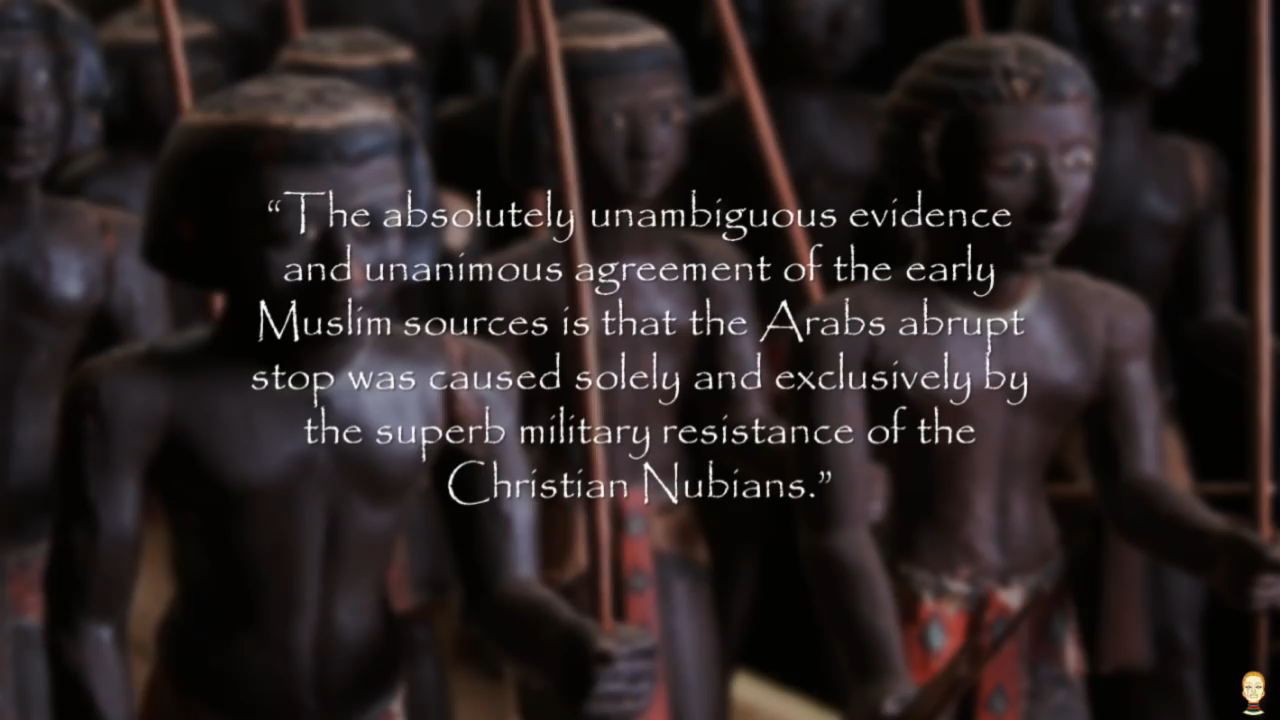 “The absolutely unambiguous evidence
and unanimous agreement of the early
Muslim sources is that the Arabs abrupt
stop was caused solely and exclusively by
the superb military resistance of the
Christian Nubians.”